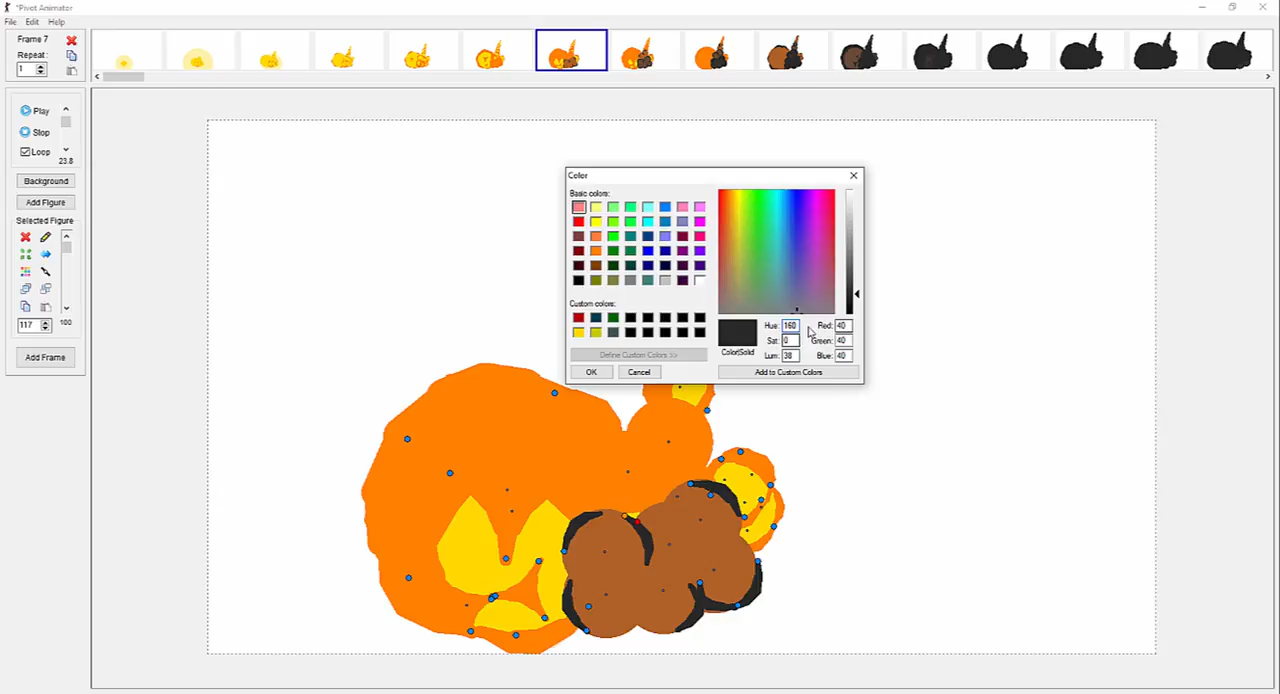 *Pivot Animator
File Edit Help
Frame 7
Repeat:
1
Play
Stop
Loop
23.8
Background
Add Figure
Selected Figure
117
100
Add Frame
Color
Basic colors:
Custom colors:
Define Custom Colors >>
OK Cancel
Hue: 160 Red: 40
Sat: 0 Green: 40
Color|Solid
Lum: 38 Blue: 40
Add to Custom Colors